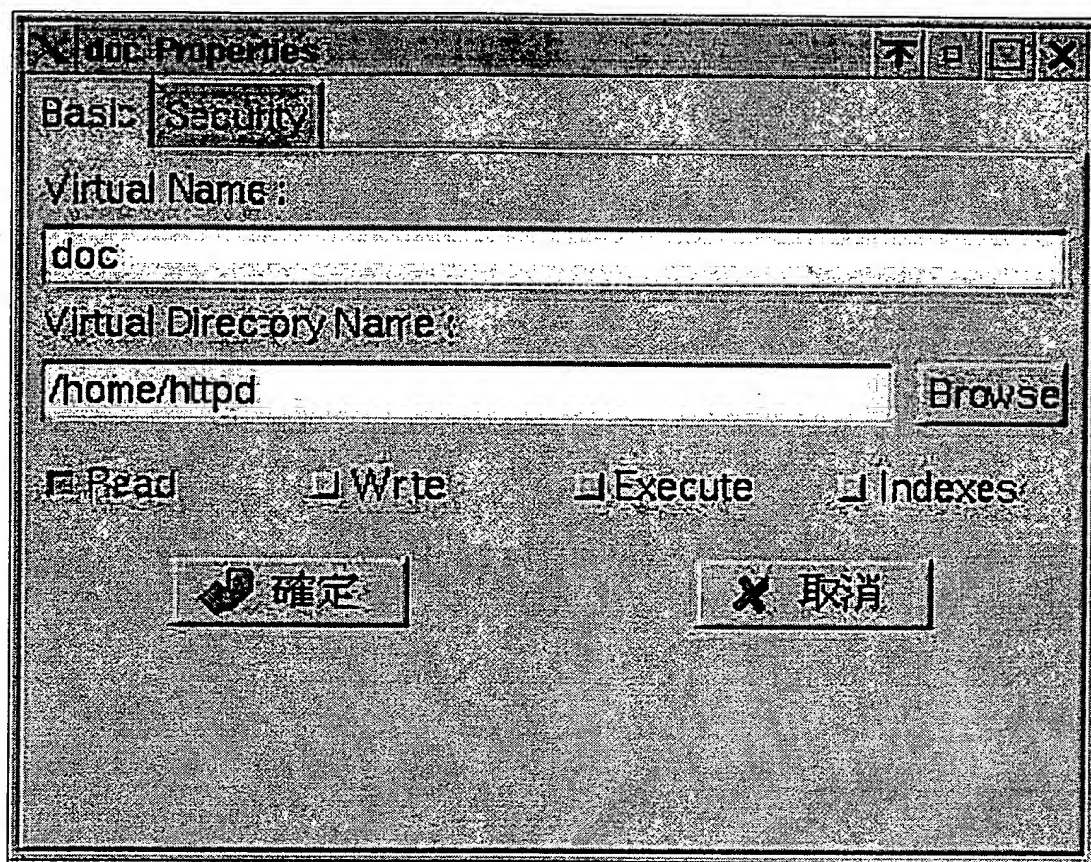 doc Properties
Basic Security
Virtual Name :
doc
Virtual Directory Name :
/home/httpd Browse
Read Write Execute Indexes
確定 取消